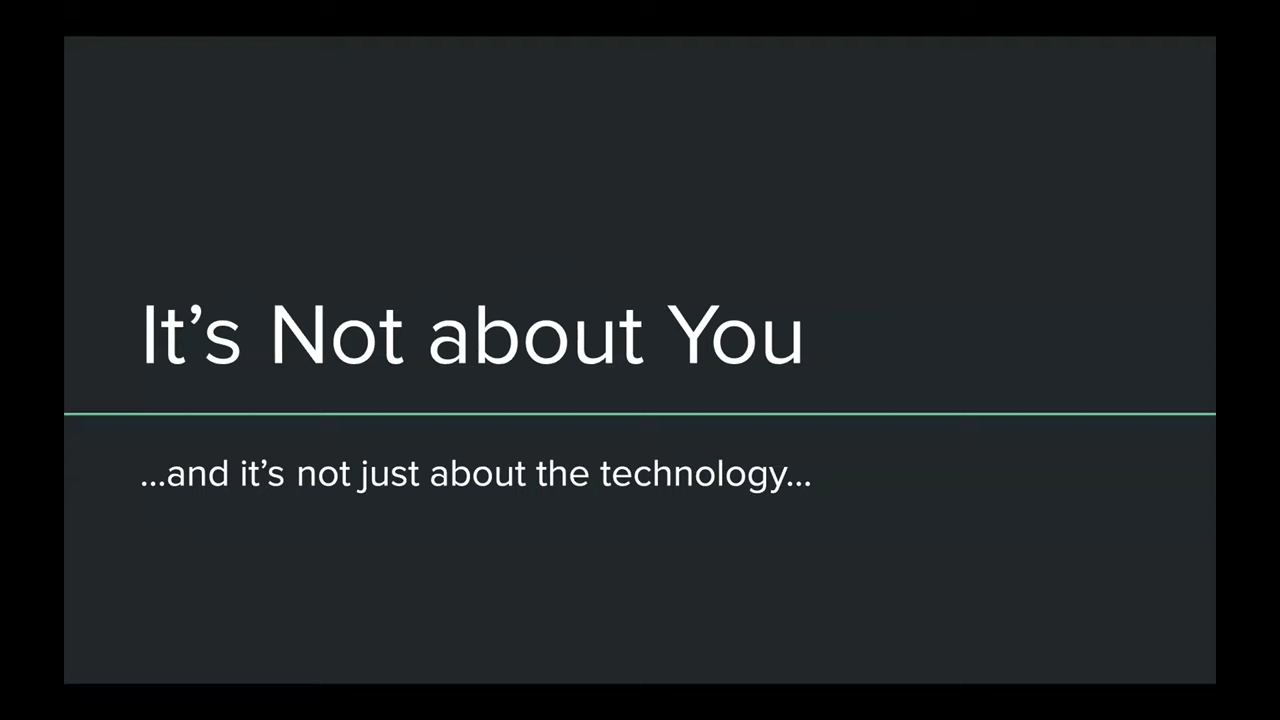 It’s Not about You
...and it’s not just about the technology...